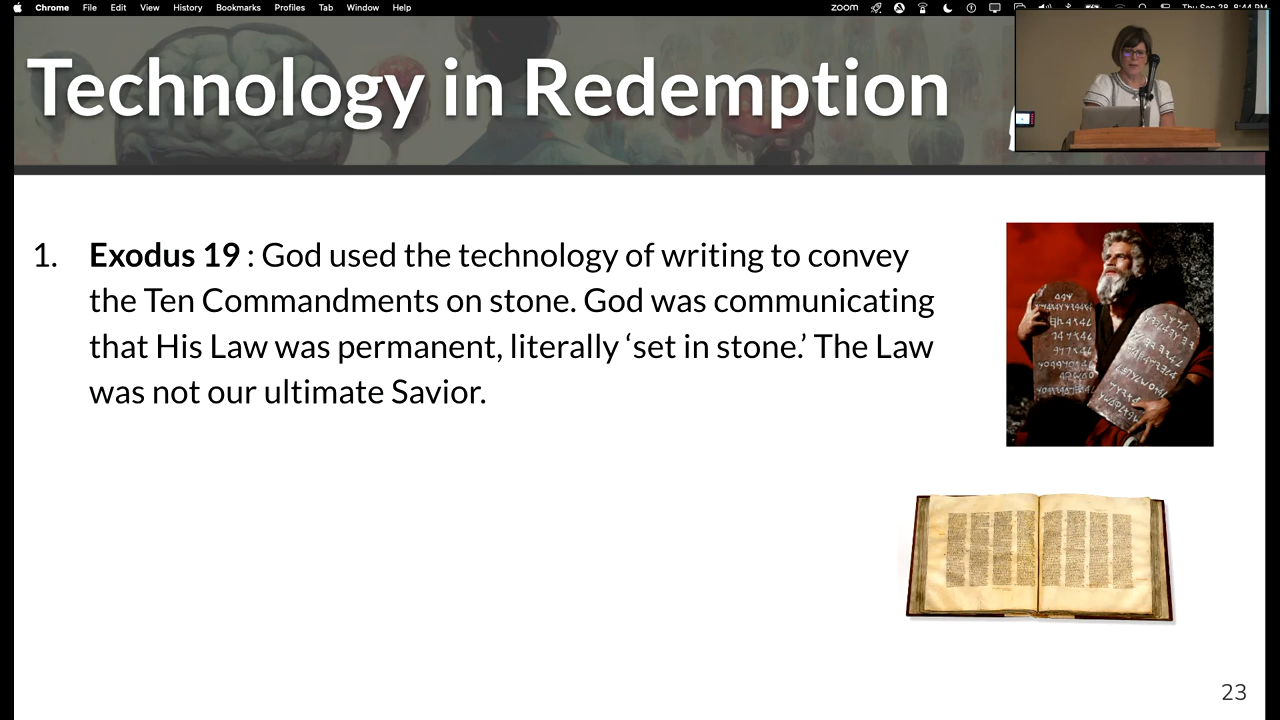 Chrome File Edit View History Bookmarks Profiles Tab Window Help zoom
Technology in Redemption
1. Exodus 19 : God used the technology of writing to convey
the Ten Commandments on stone. God was communicating
that His Law was permanent, literally ‘set in stone.’ The Law
was not our ultimate Savior.
23